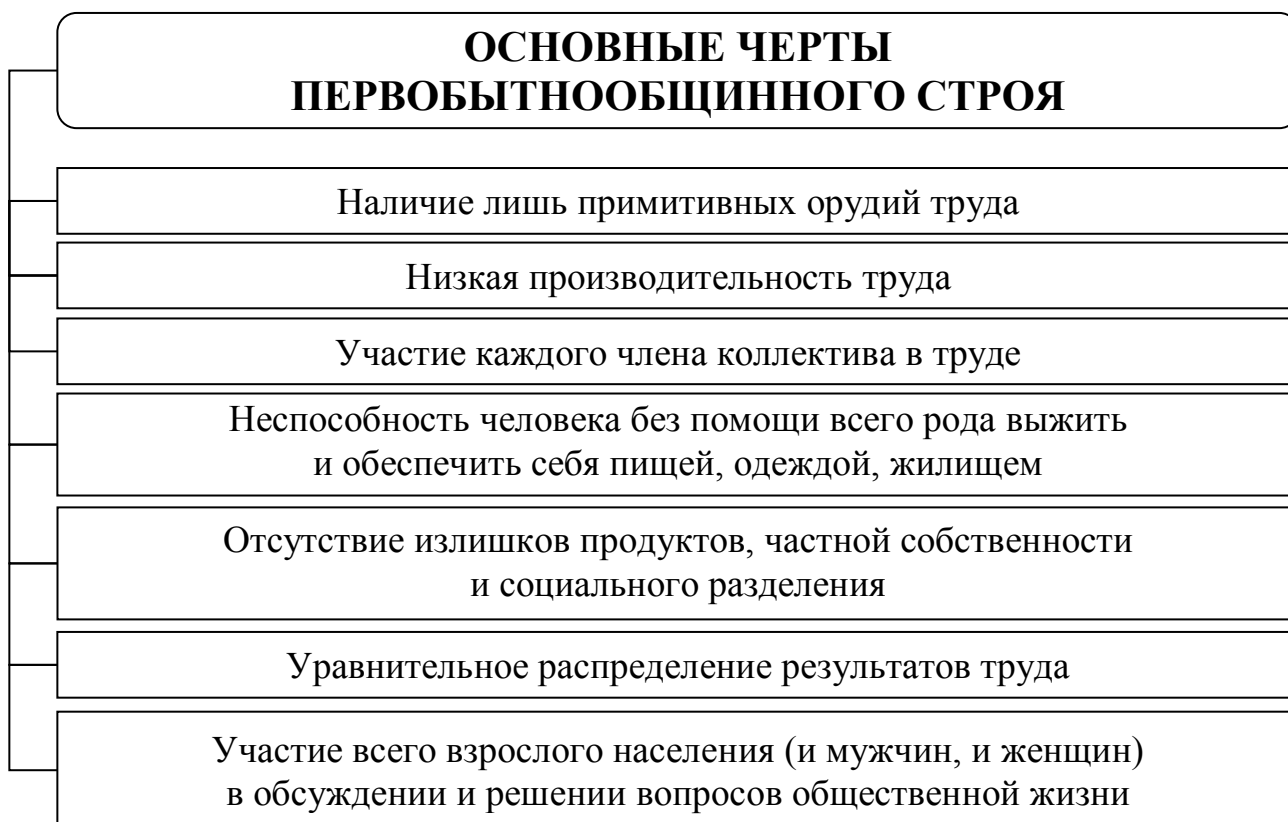 ОСНОВНЫЕ ЧЕРТЫ
ПЕРВОБЫТНООБЩИННОГО СТРОЯ
Наличие лишь примитивных орудий труда
Низкая производительность труда
Участие каждого члена коллектива в труде
Неспособность человека без помощи всего рода выжить
и обеспечить себя пищей, одеждой, жилищем
Отсутствие излишков продуктов, частной собственности
и социального разделения
Уравнительное распределение результатов труда
Участие всего взрослого населения (и мужчин, и женщин)
в обсуждении и решении вопросов общественной жизни